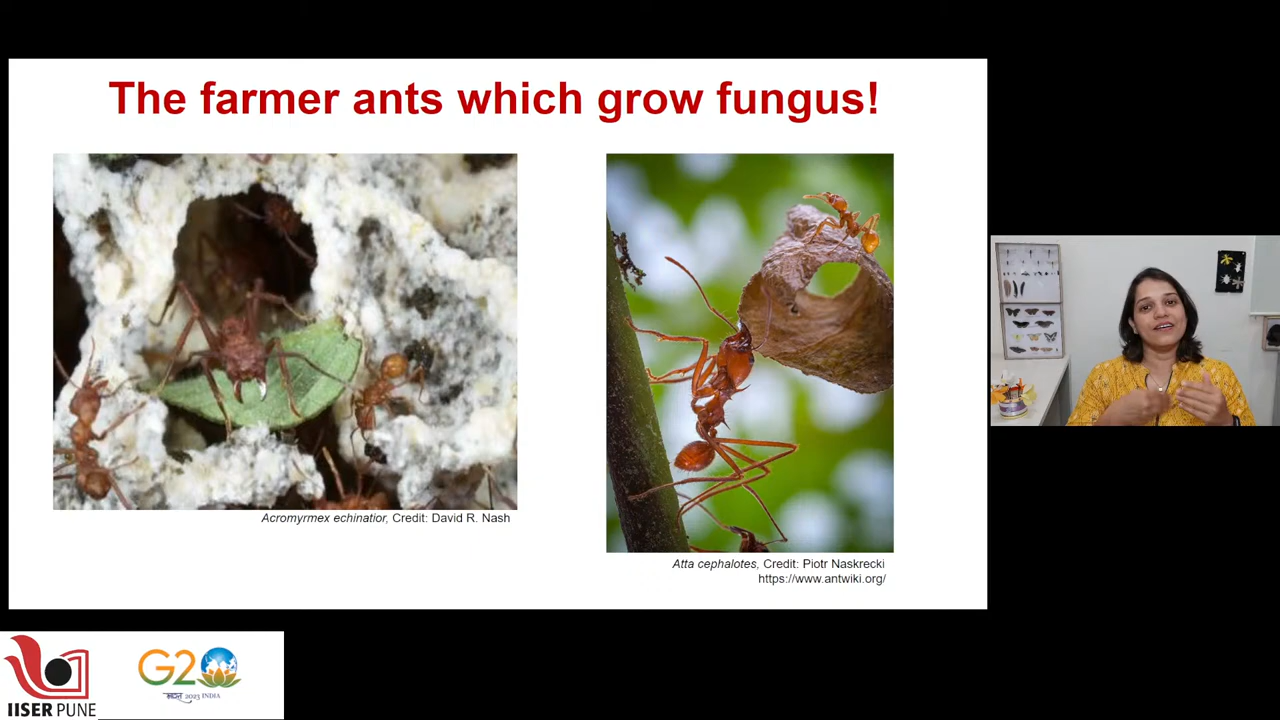 The farmer ants which grow fungus!
Acromyrmex echinatior, Credit: David R. Nash
Atta cephalotes, Credit: Piotr Naskrecki
https://www.antwiki.org/
IISER PUNE
G20
भारत 2023 INDIA